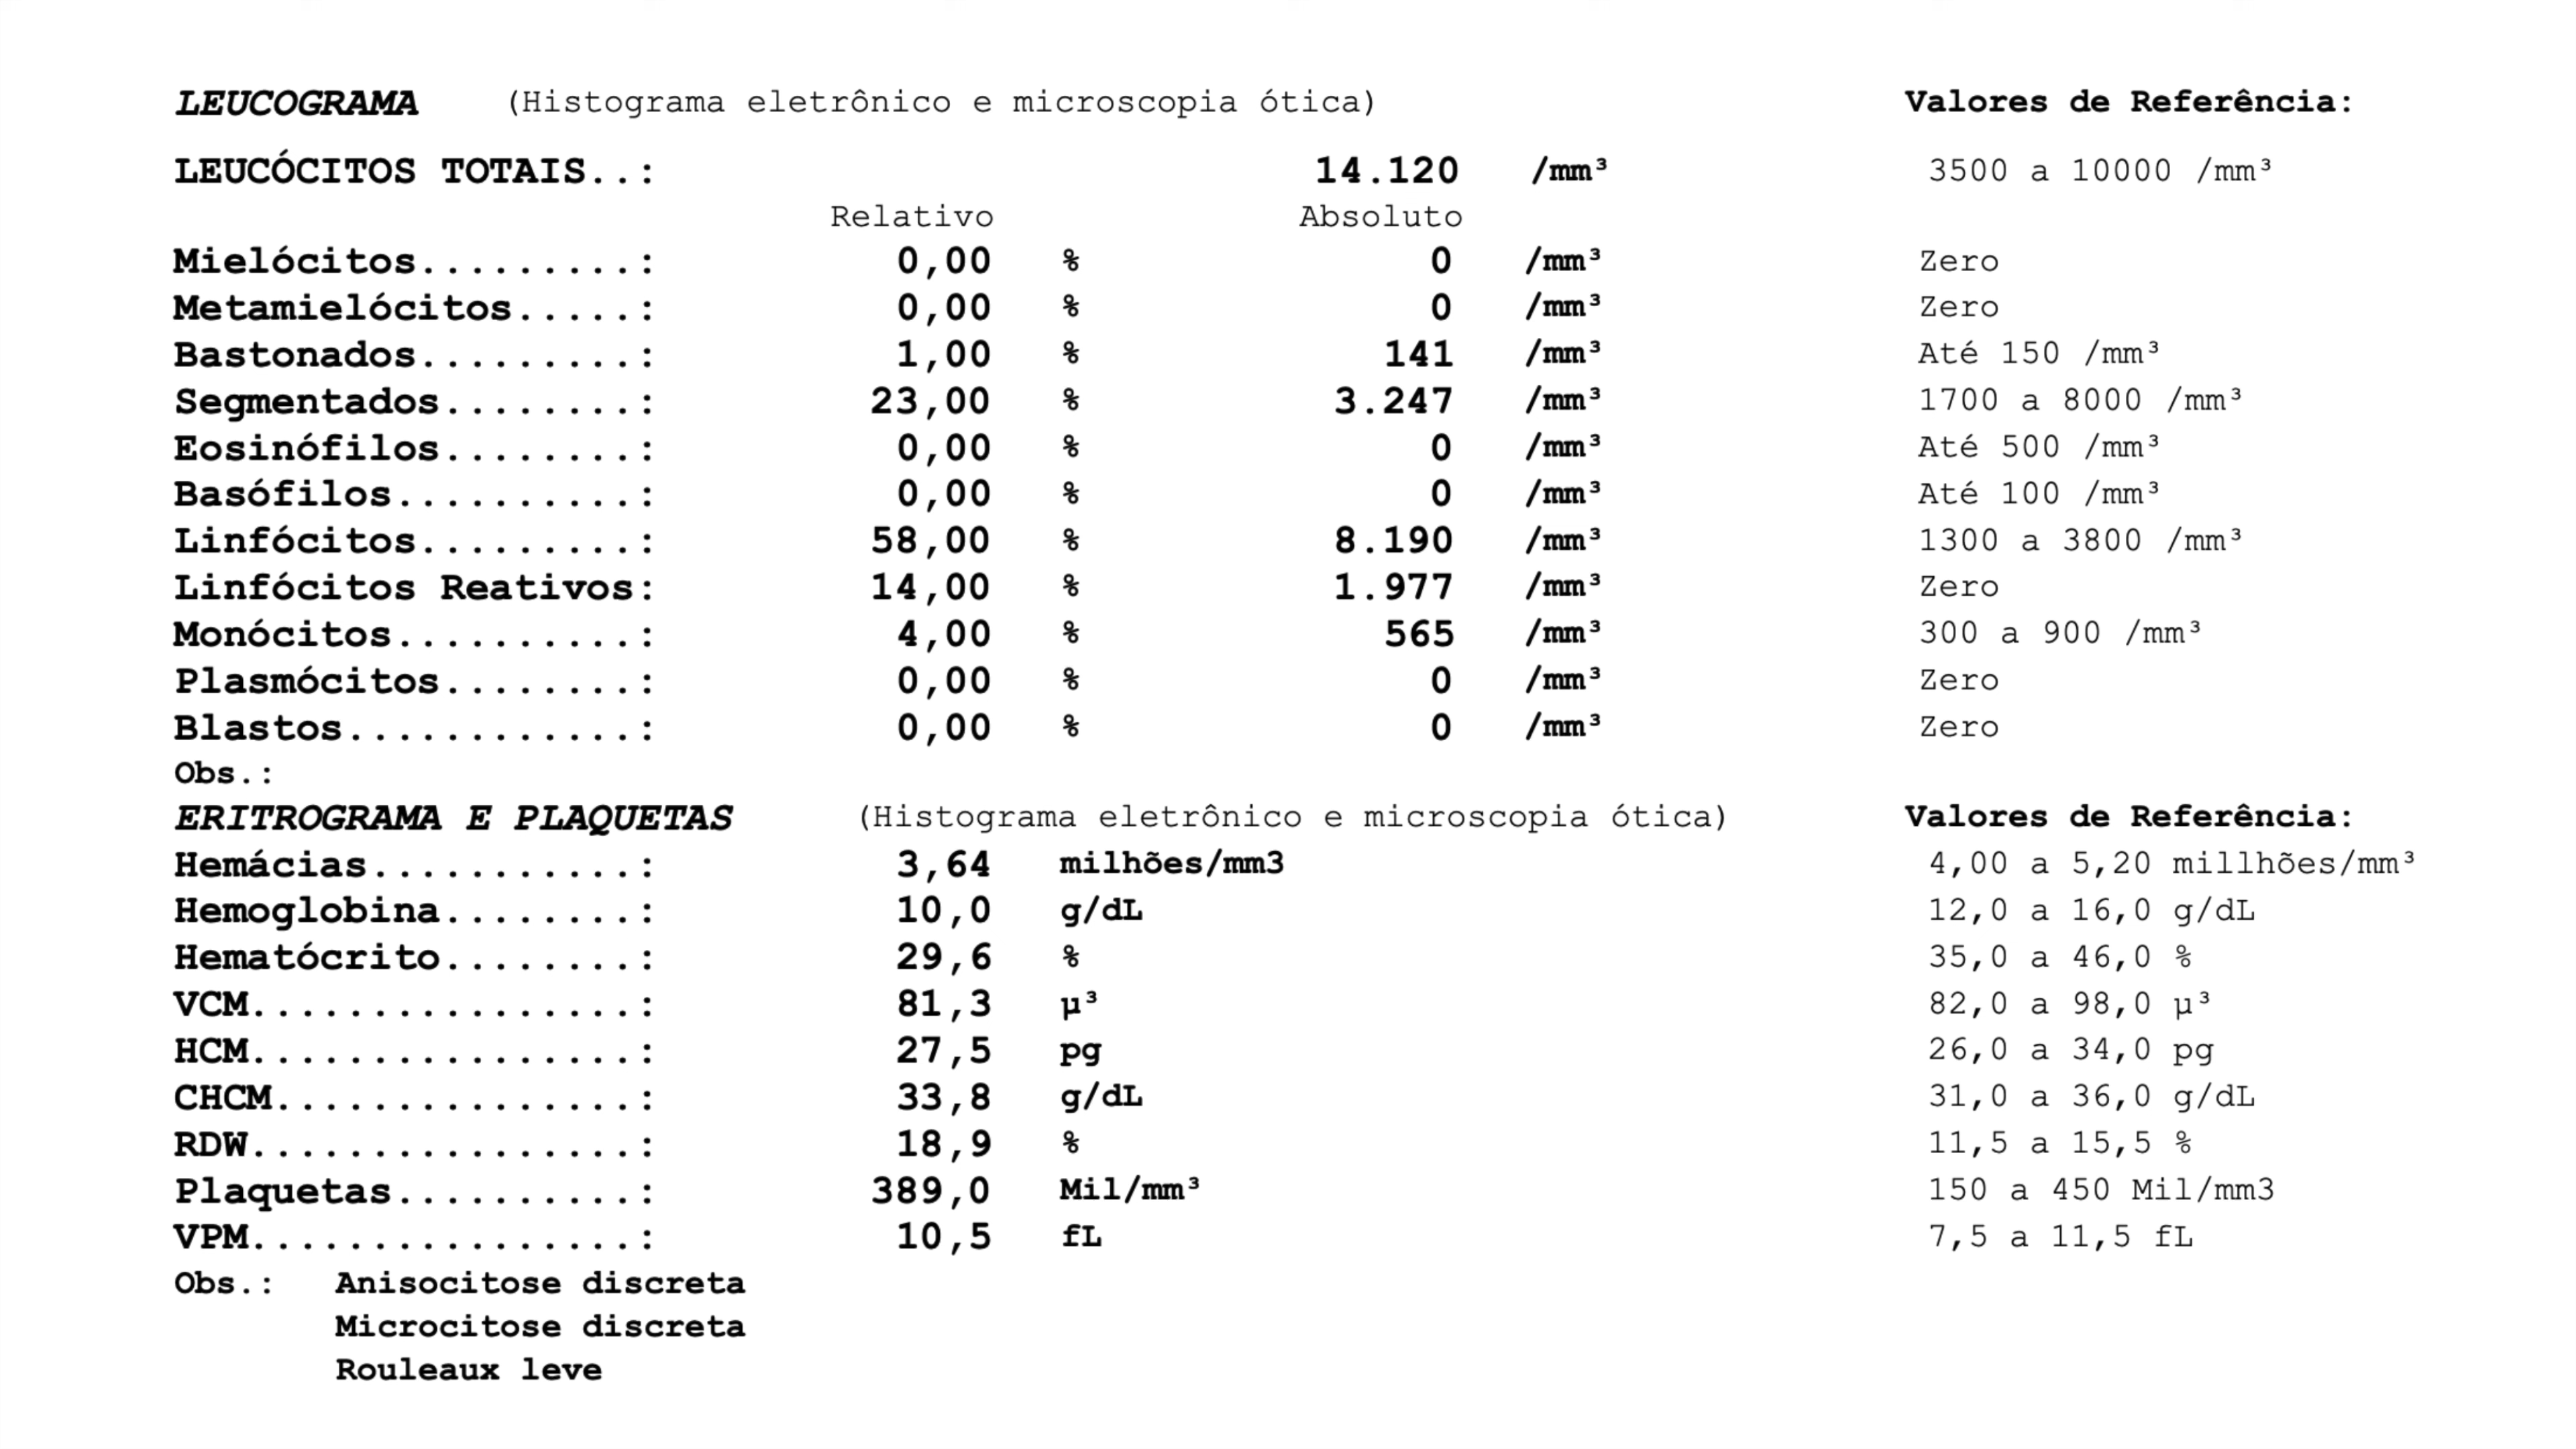 LEUCOGRAMA (Histograma eletrônico e microscopia ótica) Valores de Referência:
LEUCÓCITOS TOTAIS..: 14.120 /mm³ 3500 a 10000 /mm³
Relativo Absoluto
Mielócitos.........: 0,00 % 0 /mm³ Zero
Metamielócitos.....: 0,00 % 0 /mm³ Zero
Bastonados.........: 1,00 % 141 /mm³ Até 150 /mm³
Segmentados........: 23,00 % 3.247 /mm³ 1700 a 8000 /mm³
Eosinófilos........: 0,00 % 0 /mm³ Até 500 /mm³
Basófilos..........: 0,00 % 0 /mm³ Até 100 /mm³
Linfócitos.........: 58,00 % 8.190 /mm³ 1300 a 3800 /mm³
Linfócitos Reativos: 14,00 % 1.977 /mm³ Zero
Monócitos..........: 4,00 % 565 /mm³ 300 a 900 /mm³
Plasmócitos........: 0,00 % 0 /mm³ Zero
Blastos............: 0,00 % 0 /mm³ Zero
Obs.:
ERITROGRAMA E PLAQUETAS (Histograma eletrônico e microscopia ótica) Valores de Referência:
Hemácias...........: 3,64 milhões/mm3 4,00 a 5,20 millhões/mm³
Hemoglobina........: 10,0 g/dL 12,0 a 16,0 g/dL
Hematócrito........: 29,6 % 35,0 a 46,0 %
VCM................: 81,3 µ³ 82,0 a 98,0 µ³
HCM................: 27,5 pg 26,0 a 34,0 pg
CHCM...............: 33,8 g/dL 31,0 a 36,0 g/dL
RDW................: 18,9 % 11,5 a 15,5 %
Plaquetas..........: 389,0 Mil/mm³ 150 a 450 Mil/mm3
VPM................: 10,5 fL 7,5 a 11,5 fL
Obs.: Anisocitose discreta
Microcitose discreta
Rouleaux leve